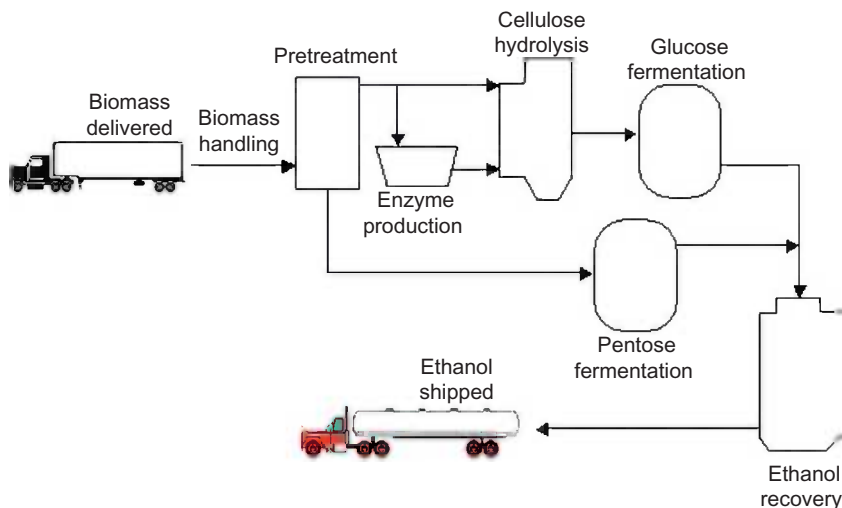 Biomass
delivered
Biomass
handling
Pretreatment
Enzyme
production
Cellulose
hydrolysis
Glucose
fermentation
Pentose
fermentation
Ethanol
shipped
Ethanol
recovery